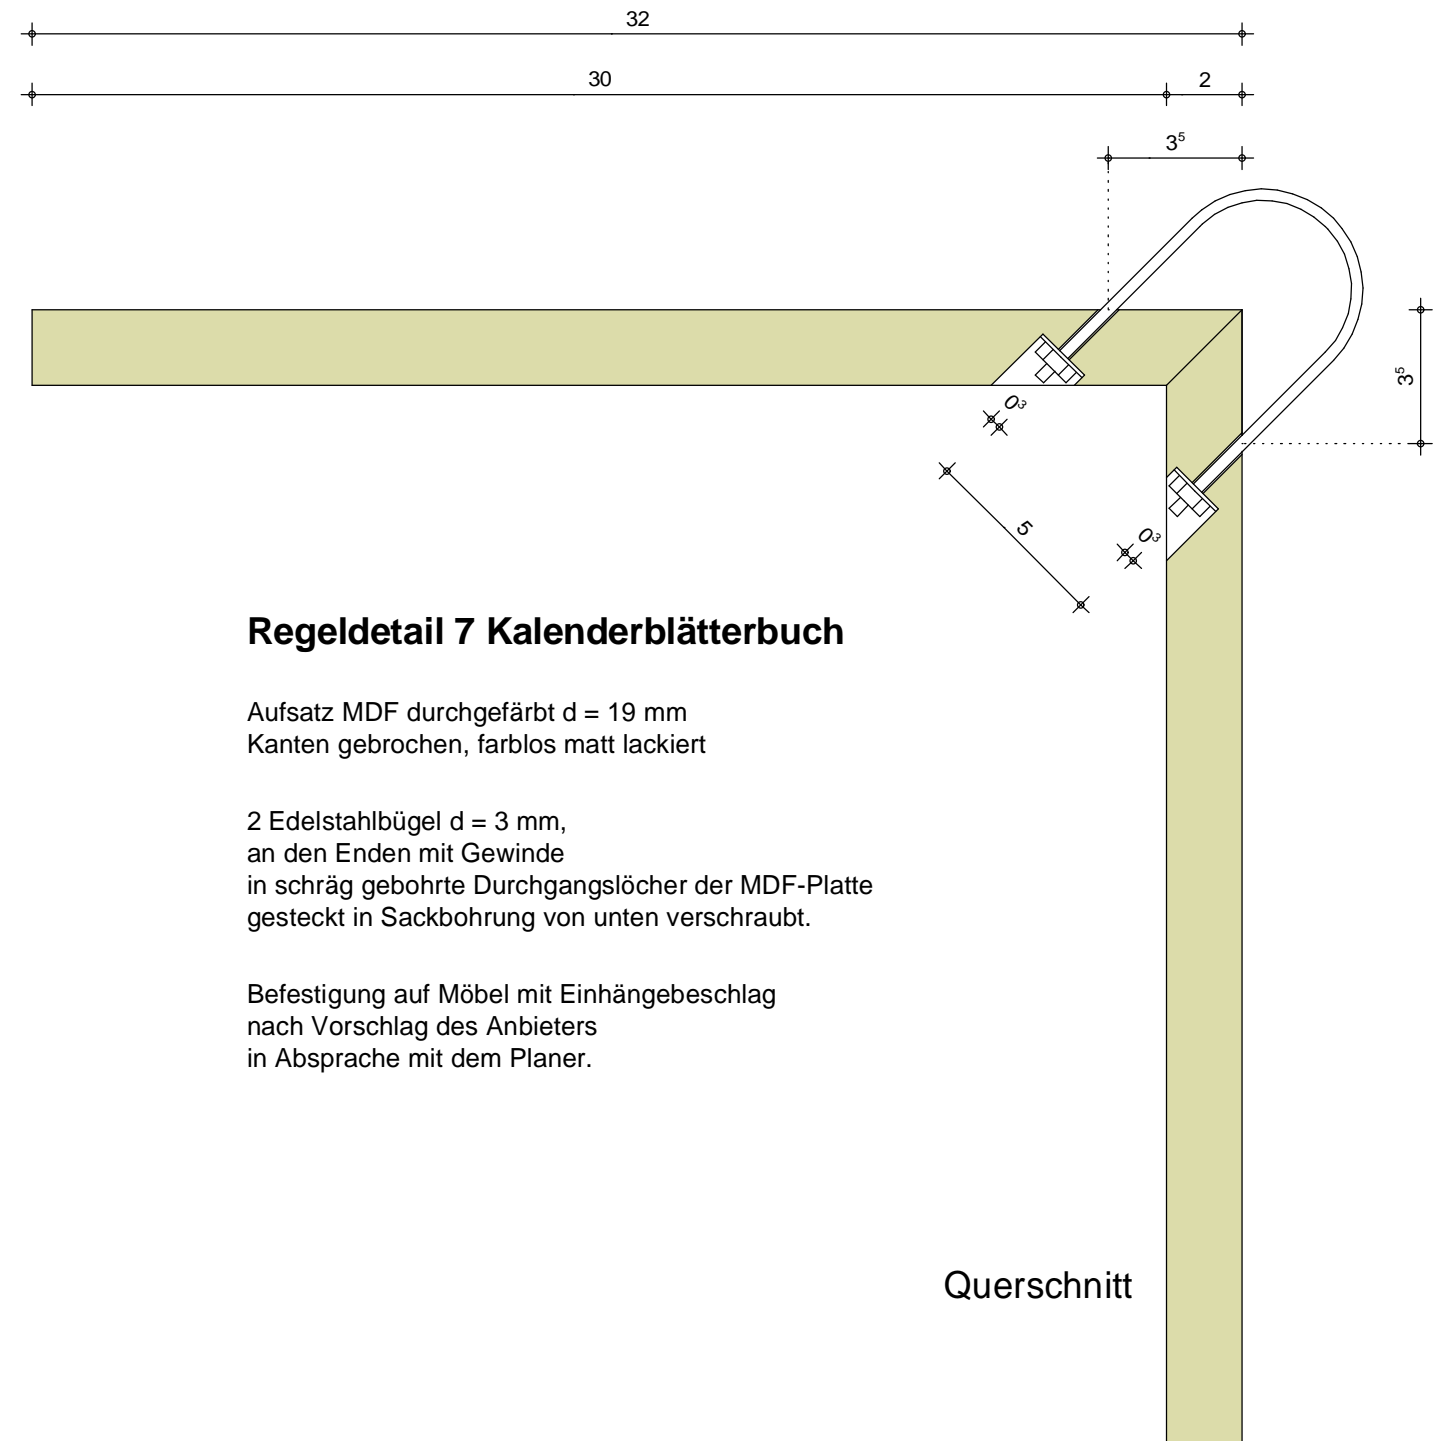 32
30
2
3⁵
3⁵
0³
5
0³
Regeldetail 7 Kalenderblätterbuch
Aufsatz MDF durchgefärbt d = 19 mm
Kanten gebrochen, farblos matt lackiert
2 Edelstahlbügel d = 3 mm,
an den Enden mit Gewinde
in schräg gebohrte Durchgangslöcher der MDF-Platte
gesteckt in Sackbohrung von unten verschraubt.
Befestigung auf Möbel mit Einhängebeschlag
nach Vorschlag des Anbieters
in Absprache mit dem Planer.
Querschnitt